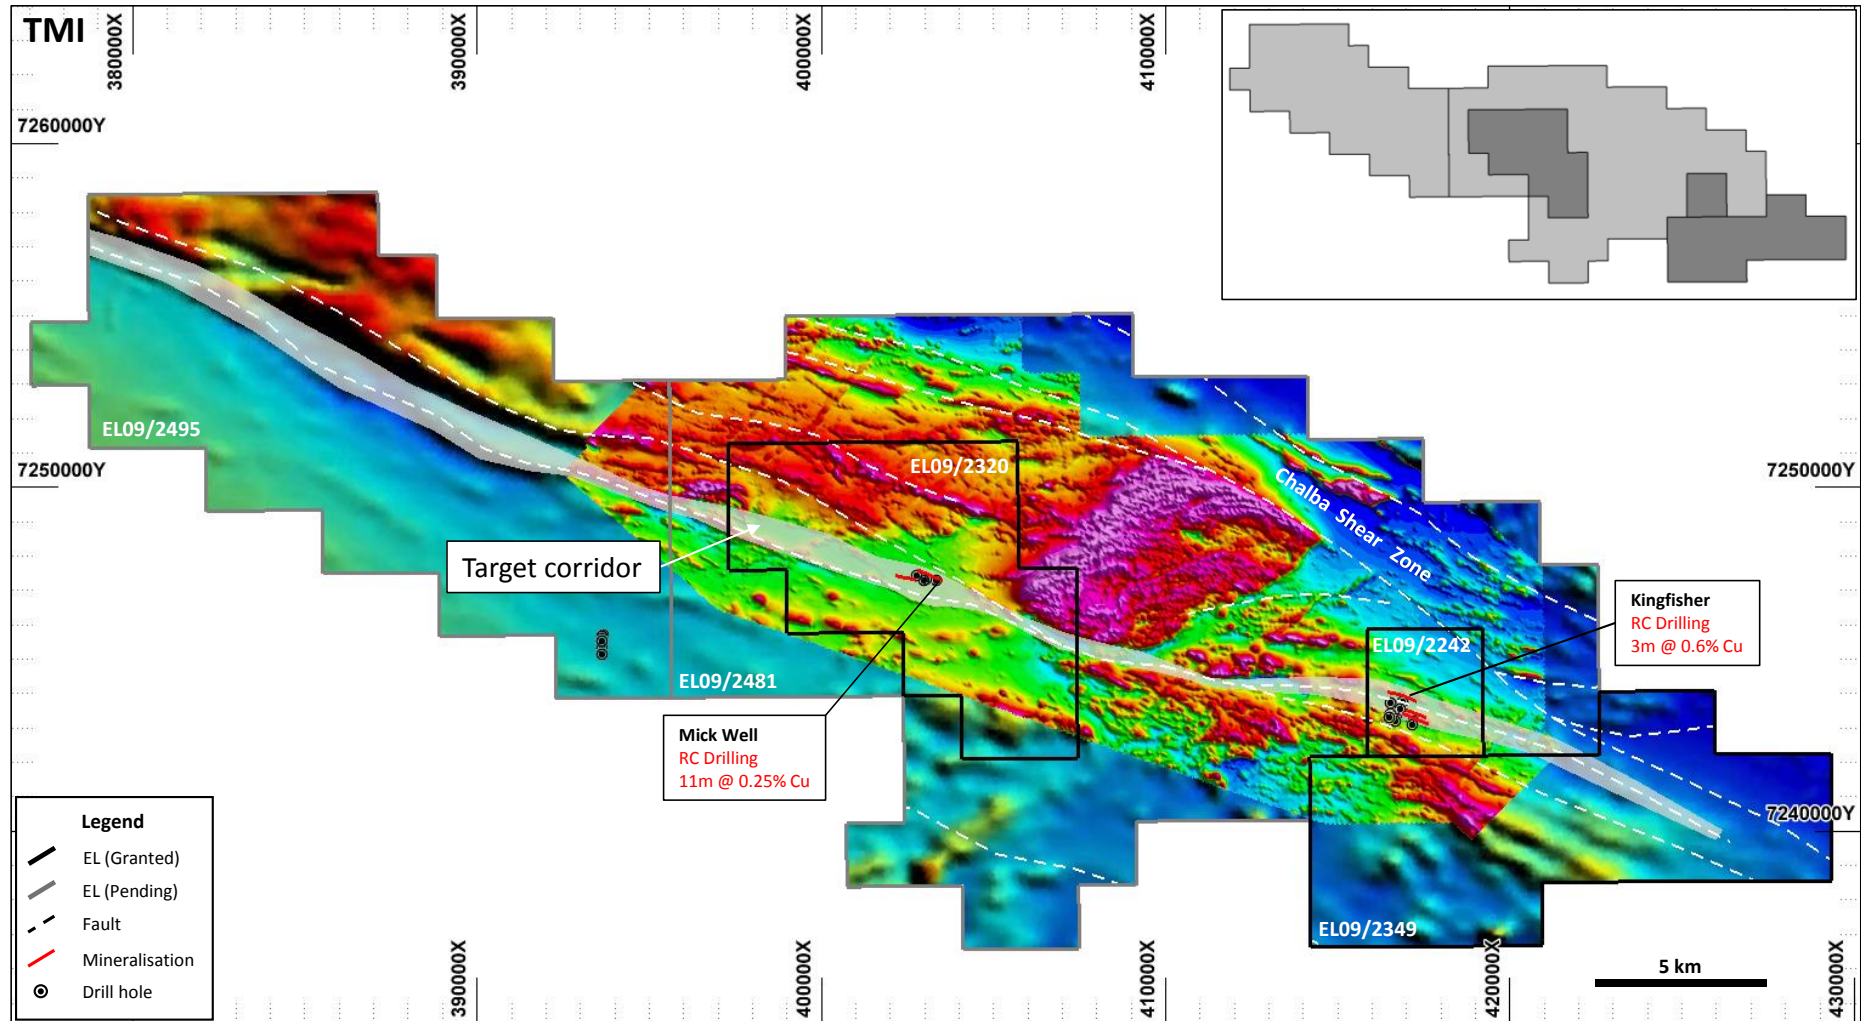 TMI
380000X
390000X
400000X
410000X
7260000Y
EL09/2495
EL09/2320
7250000Y
7250000Y
Chalba Shear Zone
Target corridor
Kingfisher
RC Drilling
3m @ 0.6% Cu
EL09/2242
EL09/2481
Mick Well
RC Drilling
11m @ 0.25% Cu
7240000Y
Legend
EL (Granted)
EL (Pending)
Fault
Mineralisation
Drill hole
EL09/2349
5 km
390000X
400000X
410000X
420000X
430000X